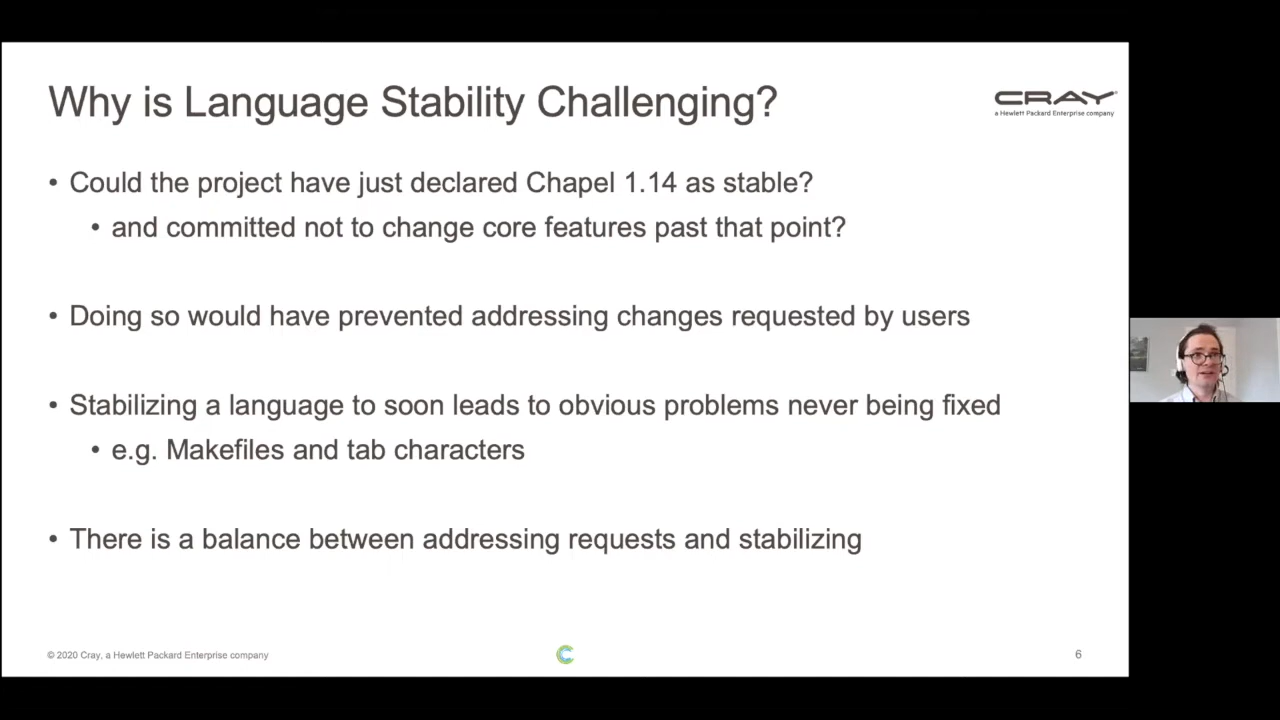 Why is Language Stability Challenging?
CRAY
a Hewlett Packard Enterprise company
• Could the project have just declared Chapel 1.14 as stable?
• and committed not to change core features past that point?
• Doing so would have prevented addressing changes requested by users
• Stabilizing a language to soon leads to obvious problems never being fixed
• e.g. Makefiles and tab characters
• There is a balance between addressing requests and stabilizing
© 2020 Cray, a Hewlett Packard Enterprise company
6